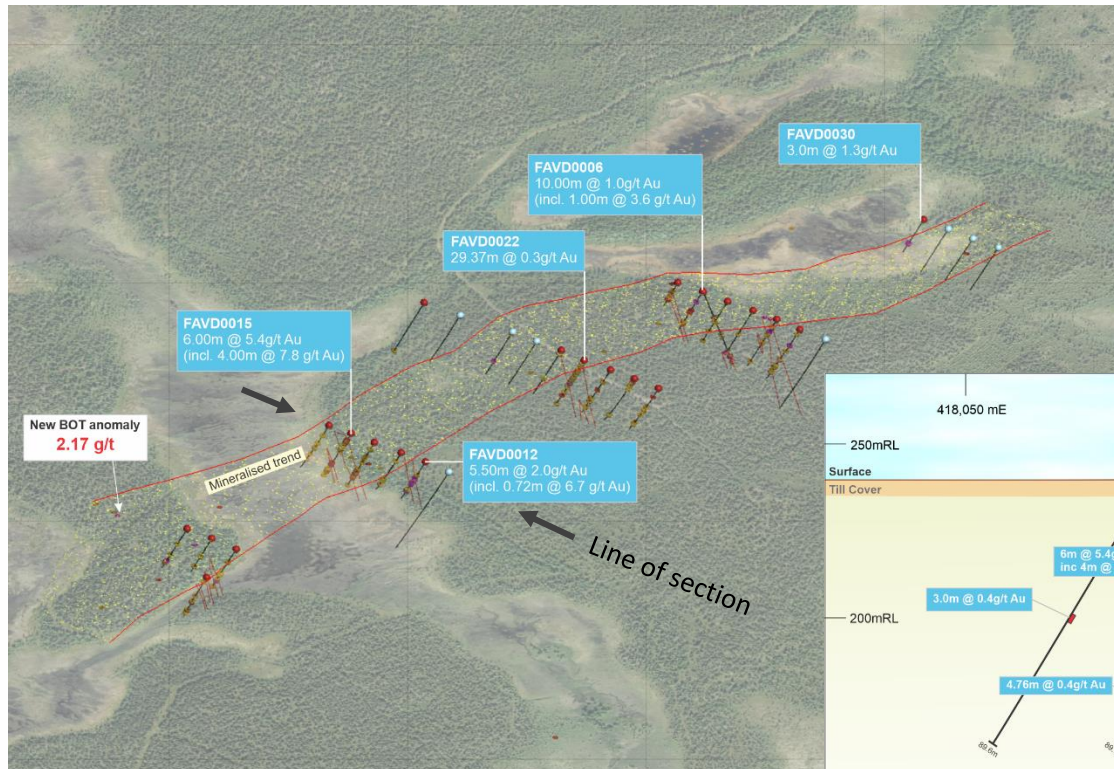 FAVD0030
3.0m @ 1.3g/t Au
FAVD0006
10.00m @ 1.0g/t Au
(incl. 1.00m @ 3.6 g/t Au)
FAVD0022
29.37m @ 0.3g/t Au
FAVD0015
6.00m @ 5.4g/t Au
(incl. 4.00m @ 7.8 g/t Au)
New BOT anomaly
2.17 g/t
Mineralised trend
FAVD0012
5.50m @ 2.0g/t Au
(incl. 0.72m @ 6.7 g/t Au)
Line of section
418,050 mE
250mRL
Surface
Till Cover
6m @ 5.4g
inc 4m @
3.0m @ 0.4g/t Au
200mRL
4.76m @ 0.4g/t Au
89.6m